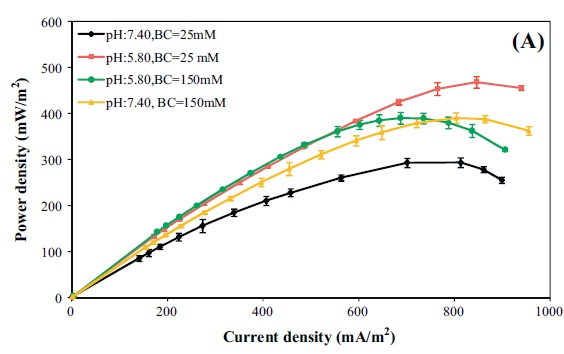 600
500
400
300
200
100
0
Power density (mW/m²)
pH:7.40,BC=25mM
pH:5.80,BC=25 mM
pH:5.80,BC=150mM
pH:7.40, BC=150mM
(A)
0 200 400 600 800 1000
Current density (mA/m²)